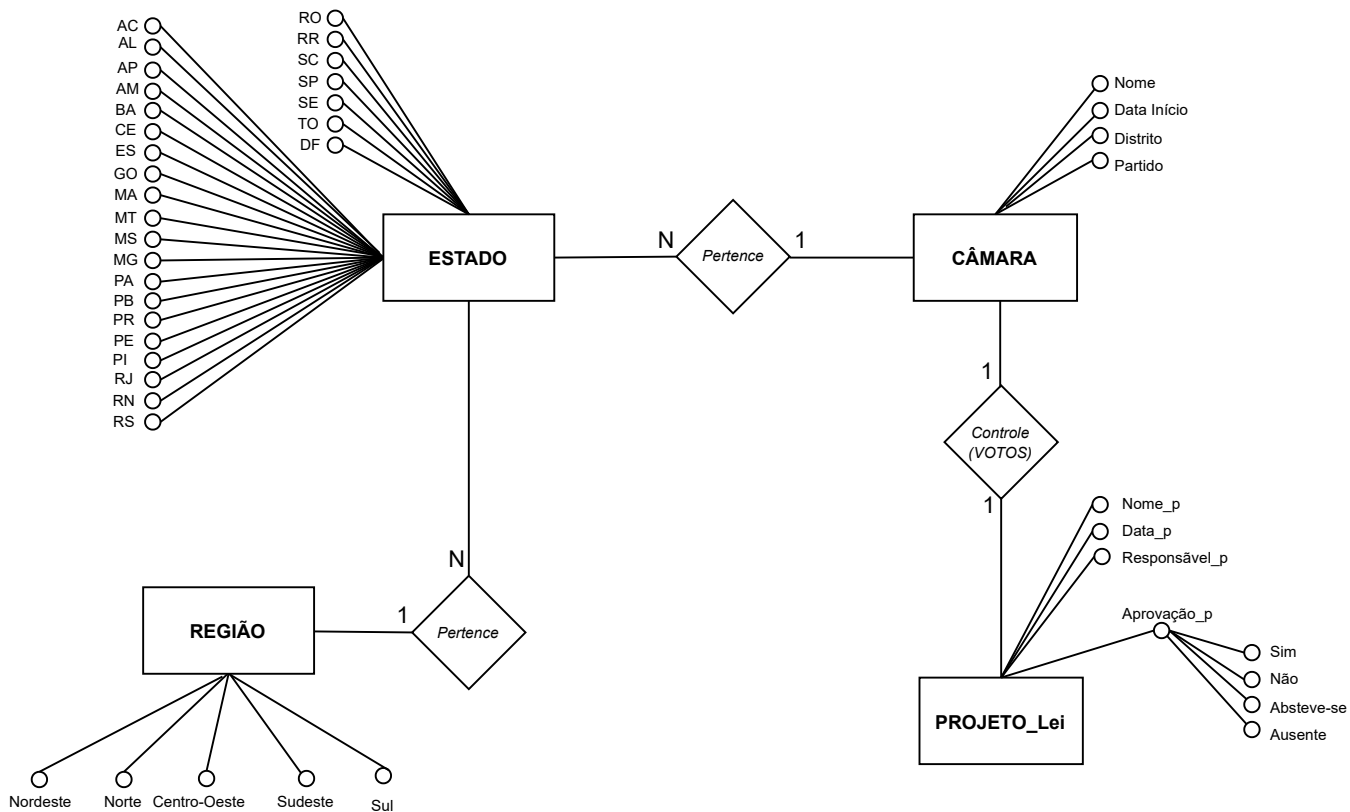 AC
AL
AP
AM
BA
CE
ES
GO
MA
MT
MS
MG
PA
PB
PR
PE
PI
RJ
RN
RS
RO
RR
SC
SP
SE
TO
DF
Nome
Data Início
Distrito
Partido
ESTADO
N
Pertence
1
CÂMARA
1
Controle
(VOTOS)
1
Nome_p
Data_p
Responsãvel_p
Aprovação_p
Sim
Não
Absteve-se
Ausente
PROJETO_Lei
N
Pertence
1
REGIÃO
Nordeste
Norte
Centro-Oeste
Sudeste
Sul